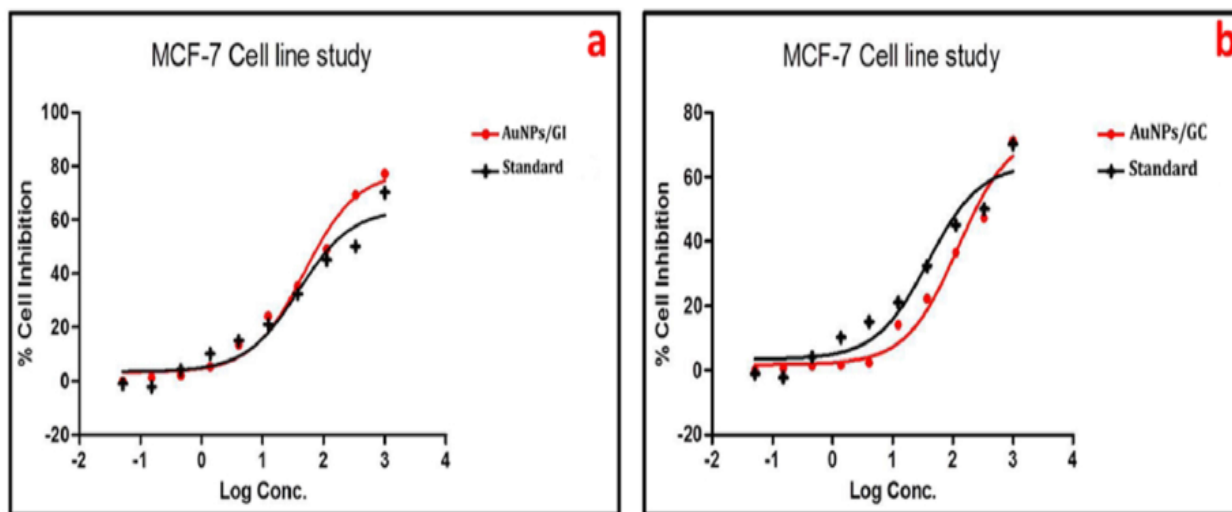 a
MCF-7 Cell line study
% Cell Inhibition
100
80
60
40
20
0
-20
-2 -1 0 1 2 3 4
Log Conc.
AuNPs/GI
Standard
b
MCF-7 Cell line study
% Cell Inhibition
80
60
40
20
0
-20
-2 -1 0 1 2 3 4
Log Conc.
AuNPs/GC
Standard